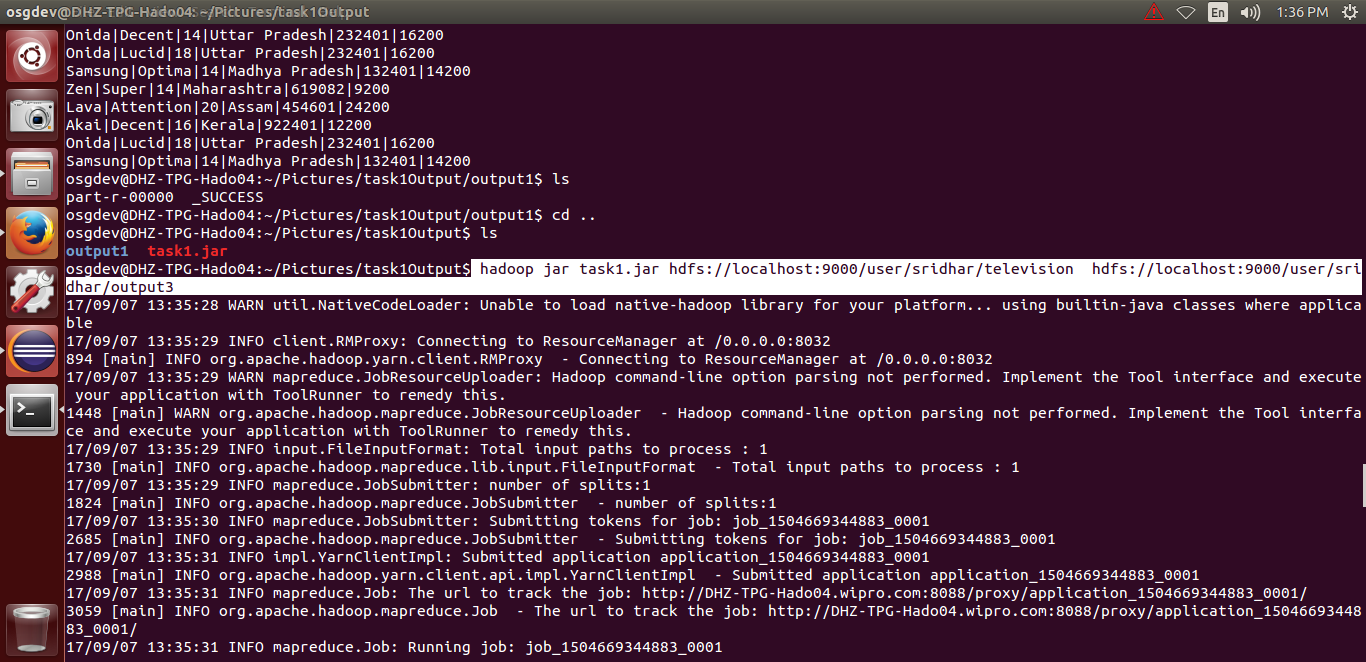 osgdev@DHZ-TPG-Hado04: ~/Pictures/task1Output
En
1:36 PM
Onida|Decent|14|Uttar Pradesh|232401|16200
Onida|Lucid|18|Uttar Pradesh|232401|16200
Samsung|Optima|14|Madhya Pradesh|132401|14200
Zen|Super|14|Maharashtra|619082|9200
Lava|Attention|20|Assam|454601|24200
Akai|Decent|16|Kerala|922401|12200
Onida|Lucid|18|Uttar Pradesh|232401|16200
Samsung|Optima|14|Madhya Pradesh|132401|14200
osgdev@DHZ-TPG-Hado04:~/Pictures/task1Output/output1$ ls
part-r-00000  _SUCCESS
osgdev@DHZ-TPG-Hado04:~/Pictures/task1Output/output1$ cd ..
osgdev@DHZ-TPG-Hado04:~/Pictures/task1Output$ ls
output1  task1.jar
osgdev@DHZ-TPG-Hado04:~/Pictures/task1Output$ hadoop jar task1.jar hdfs://localhost:9000/user/sridhar/television  hdfs://localhost:9000/user/sri
dhar/output3
17/09/07 13:35:28 WARN util.NativeCodeLoader: Unable to load native-hadoop library for your platform... using builtin-java classes where applica
ble
17/09/07 13:35:29 INFO client.RMProxy: Connecting to ResourceManager at /0.0.0.0:8032
894 [main] INFO org.apache.hadoop.yarn.client.RMProxy  - Connecting to ResourceManager at /0.0.0.0:8032
17/09/07 13:35:29 WARN mapreduce.JobResourceUploader: Hadoop command-line option parsing not performed. Implement the Tool interface and execute
 your application with ToolRunner to remedy this.
1448 [main] WARN org.apache.hadoop.mapreduce.JobResourceUploader  - Hadoop command-line option parsing not performed. Implement the Tool interfa
ce and execute your application with ToolRunner to remedy this.
17/09/07 13:35:29 INFO input.FileInputFormat: Total input paths to process : 1
1730 [main] INFO org.apache.hadoop.mapreduce.lib.input.FileInputFormat  - Total input paths to process : 1
17/09/07 13:35:29 INFO mapreduce.JobSubmitter: number of splits:1
1824 [main] INFO org.apache.hadoop.mapreduce.JobSubmitter  - number of splits:1
17/09/07 13:35:30 INFO mapreduce.JobSubmitter: Submitting tokens for job: job_1504669344883_0001
2685 [main] INFO org.apache.hadoop.mapreduce.JobSubmitter  - Submitting tokens for job: job_1504669344883_0001
17/09/07 13:35:31 INFO impl.YarnClientImpl: Submitted application application_1504669344883_0001
2988 [main] INFO org.apache.hadoop.yarn.client.api.impl.YarnClientImpl  - Submitted application application_1504669344883_0001
17/09/07 13:35:31 INFO mapreduce.Job: The url to track the job: http://DHZ-TPG-Hado04.wipro.com:8088/proxy/application_1504669344883_0001/
3059 [main] INFO org.apache.hadoop.mapreduce.Job  - The url to track the job: http://DHZ-TPG-Hado04.wipro.com:8088/proxy/application_15046693448
83_0001/
17/09/07 13:35:31 INFO mapreduce.Job: Running job: job_1504669344883_0001